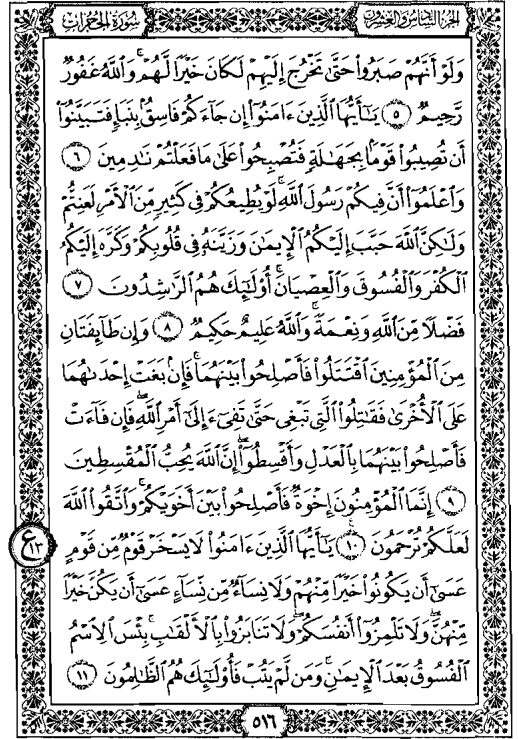 الجزء السادس والعشرون سورة الحجرات
وَلَوْ أَنَّهُمْ صَبَرُوا۟ حَتَّىٰ تَخْرُجَ إِلَيْهِمْ لَكَانَ خَيْرًا لَّهُمْ ۚ وَٱللَّهُ غَفُورٌ
رَّحِيمٌ ٥ يَـٰٓأَيُّهَا ٱلَّذِينَ ءَامَنُوٓا۟ إِن جَآءَكُمْ فَاسِقٌۢ بِنَبَإٍ فَتَبَيَّنُوٓا۟
أَن تُصِيبُوا۟ قَوْمًۢا بِجَهَـٰلَةٍ فَتُصْبِحُوا۟ عَلَىٰ مَا فَعَلْتُمْ نَـٰدِمِينَ ٦
وَٱعْلَمُوٓا۟ أَنَّ فِيكُمْ رَسُولَ ٱللَّهِ ۚ لَوْ يُطِيعُكُمْ فِى كَثِيرٍ مِّنَ ٱلْأَمْرِ لَعَنِتُّمْ
وَلَـٰكِنَّ ٱللَّهَ حَبَّبَ إِلَيْكُمُ ٱلْإِيمَـٰنَ وَزَيَّنَهُۥ فِى قُلُوبِكُمْ وَكَرَّهَ إِلَيْكُمُ
ٱلْكُفْرَ وَٱلْفُسُوقَ وَٱلْعِصْيَانَ ۚ أُو۟لَـٰٓئِكَ هُمُ ٱلرَّٰشِدُونَ ٧
فَضْلًا مِّنَ ٱللَّهِ وَنِعْمَةً ۚ وَٱللَّهُ عَلِيمٌ حَكِيمٌ ٨ وَإِن طَآئِفَتَانِ
مِنَ ٱلْمُؤْمِنِينَ ٱقْتَتَلُوا۟ فَأَصْلِحُوا۟ بَيْنَهُمَا ۖ فَإِنۢ بَغَتْ إِحْدَىٰهُمَا
عَلَى ٱلْأُخْرَىٰ فَقَـٰتِلُوا۟ ٱلَّتِى تَبْغِى حَتَّىٰ تَفِىٓءَ إِلَىٰٓ أَمْرِ ٱللَّهِ ۚ فَإِن فَآءَتْ
فَأَصْلِحُوا۟ بَيْنَهُمَا بِٱلْعَدْلِ وَأَقْسِطُوٓا۟ ۖ إِنَّ ٱللَّهَ يُحِبُّ ٱلْمُقْسِطِينَ
٩ إِنَّمَا ٱلْمُؤْمِنُونَ إِخْوَةٌ فَأَصْلِحُوا۟ بَيْنَ أَخَوَيْكُمْ ۚ وَٱتَّقُوا۟ ٱللَّهَ
لَعَلَّكُمْ تُرْحَمُونَ ١٠ يَـٰٓأَيُّهَا ٱلَّذِينَ ءَامَنُوا۟ لَا يَسْخَرْ قَوْمٌ مِّن قَوْمٍ
ع ١٣
عَسَىٰٓ أَن يَكُونُوا۟ خَيْرًا مِّنْهُمْ وَلَا نِسَآءٌ مِّن نِّسَآءٍ عَسَىٰٓ أَن يَكُنَّ خَيْرًا
مِّنْهُنَّ ۖ وَلَا تَلْمِزُوٓا۟ أَنفُسَكُمْ وَلَا تَنَابَزُوا۟ بِٱلْأَلْقَـٰبِ ۖ بِئْسَ ٱلِٱسْمُ
ٱلْفُسُوقُ بَعْدَ ٱلْإِيمَـٰنِ ۚ وَمَن لَّمْ يَتُبْ فَأُو۟لَـٰٓئِكَ هُمُ ٱلظَّـٰلِمُونَ ١١
٥١٦